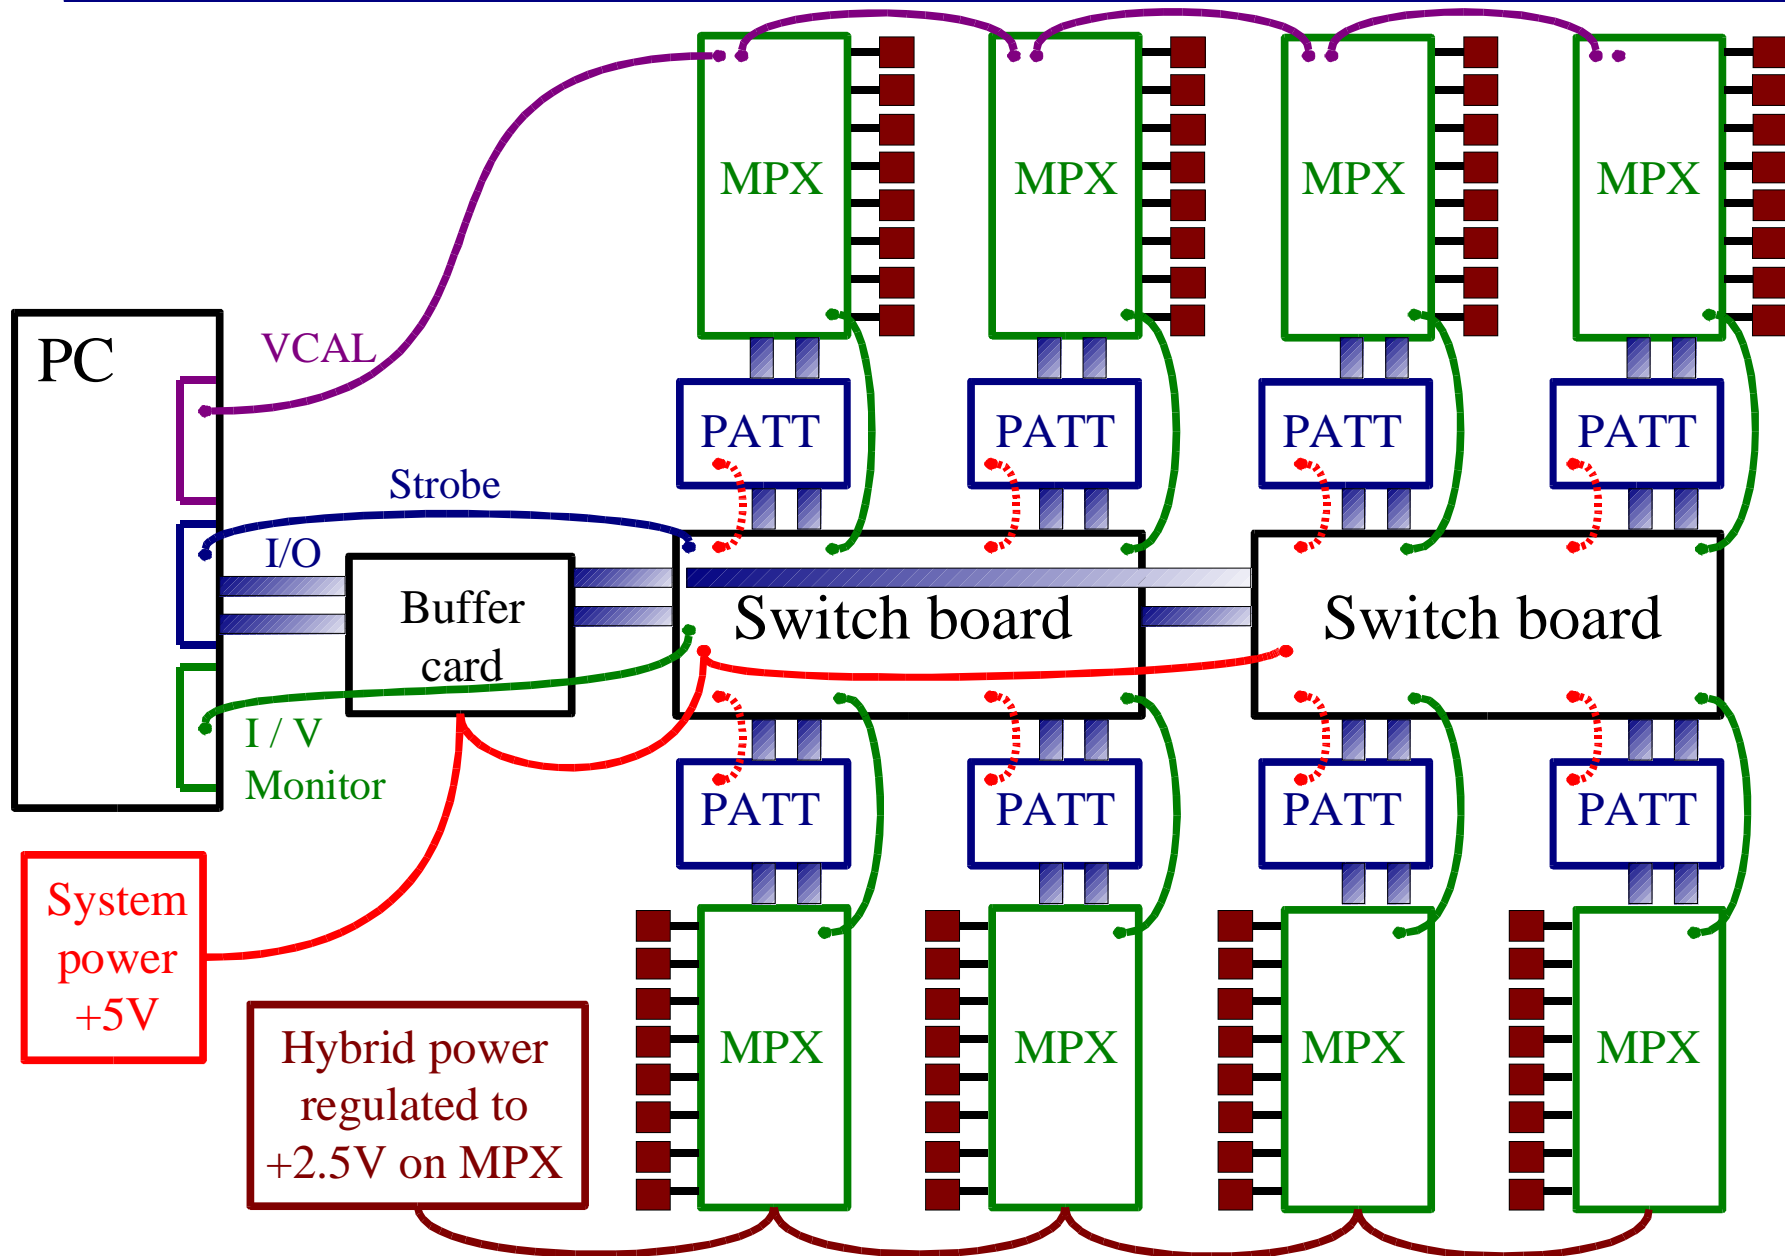 MPX
MPX
MPX
MPX
PC
VCAL
PATT
PATT
PATT
PATT
Strobe
I/O
Buffer
card
Switch board
Switch board
I / V
Monitor
PATT
PATT
PATT
PATT
System
power
+5V
Hybrid power
regulated to
+2.5V on MPX
MPX
MPX
MPX
MPX